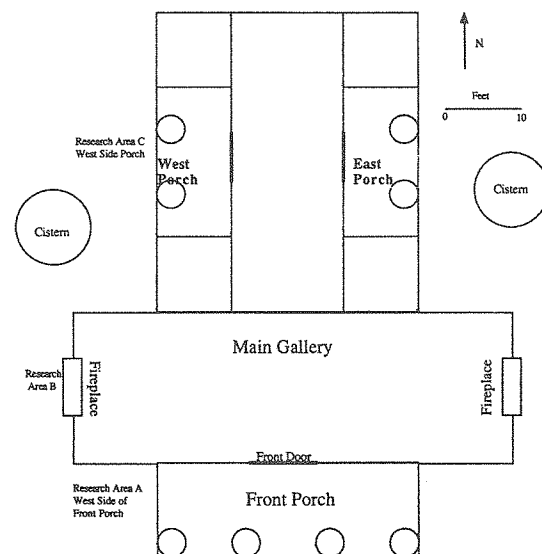 N
Feet
0 10
Research Area C
West Side Porch
West
Porch
East
Porch
Cistern
Cistern
Main Gallery
Research
Area B
Fireplace
Fireplace
Front Door
Research Area A
West Side of
Front Porch
Front Porch